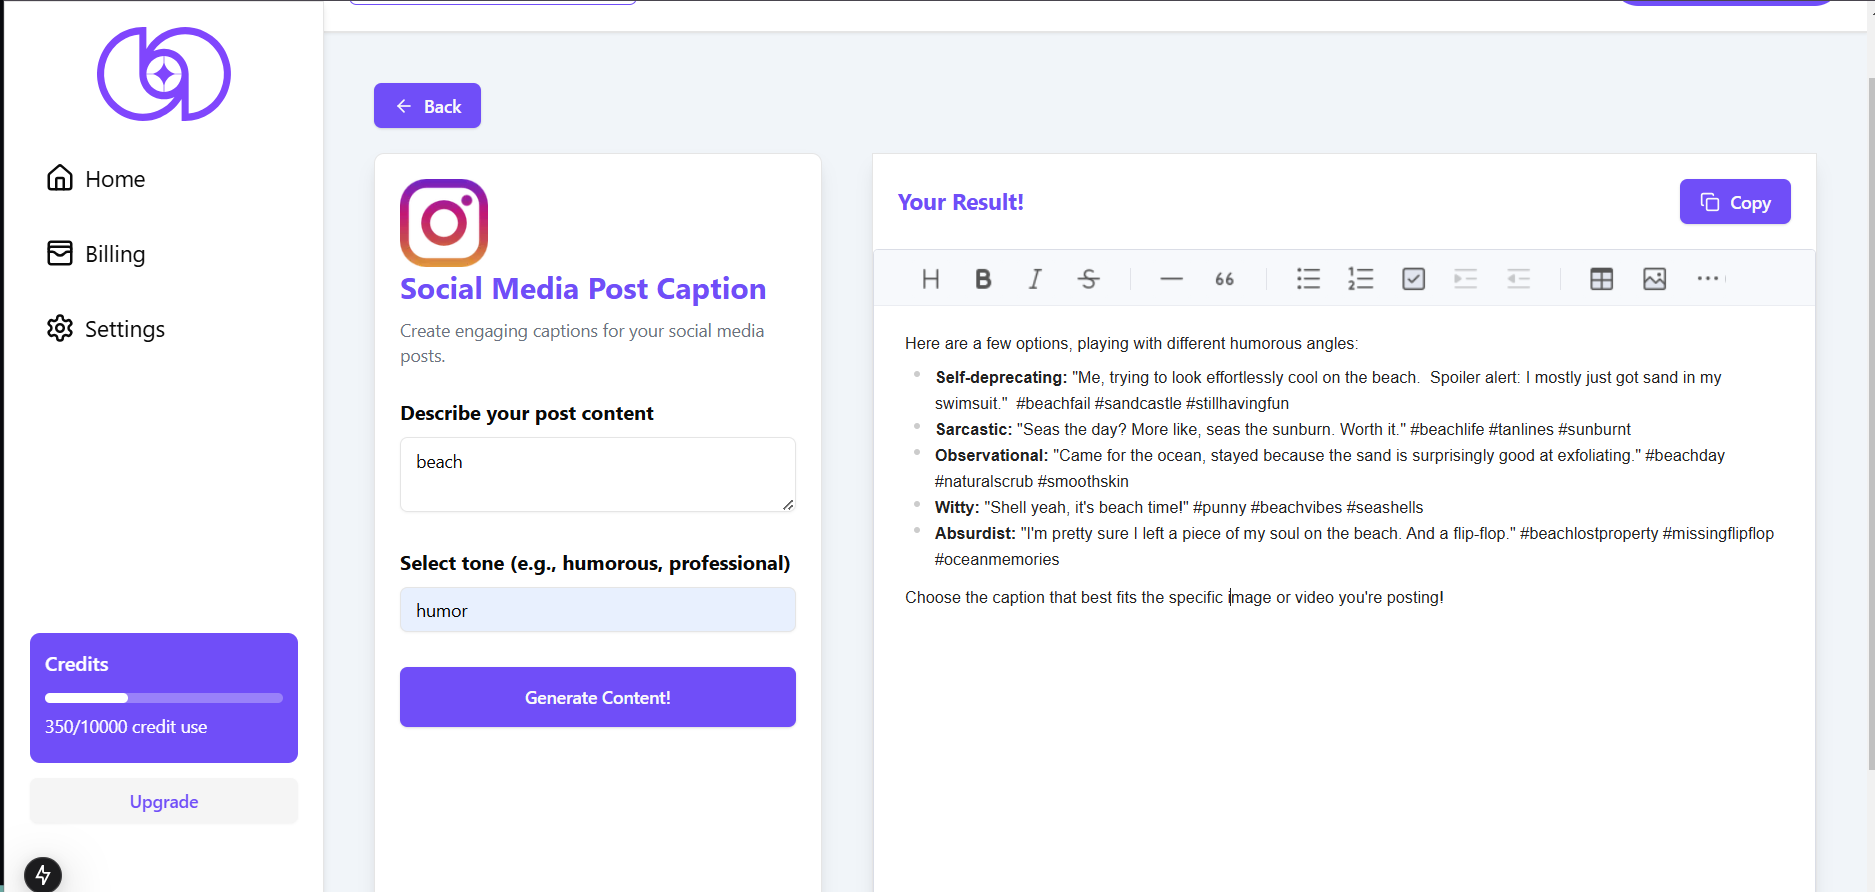 Home
Billing
Settings
Credits
350/10000 credit use
Upgrade
Back
Social Media Post Caption
Create engaging captions for your social media
posts.
Describe your post content
beach
Select tone (e.g., humorous, professional)
humor
Generate Content!
Your Result!
Copy
Here are a few options, playing with different humorous angles:
Self-deprecating: "Me, trying to look effortlessly cool on the beach.  Spoiler alert: I mostly just got sand in my
swimsuit."  #beachfail #sandcastle #stillhavingfun
Sarcastic: "Seas the day? More like, seas the sunburn. Worth it." #beachlife #tanlines #sunburnt
Observational: "Came for the ocean, stayed because the sand is surprisingly good at exfoliating." #beachday
#naturalscrub #smoothskin
Witty: "Shell yeah, it's beach time!" #punny #beachvibes #seashells
Absurdist: "I'm pretty sure I left a piece of my soul on the beach. And a flip-flop." #beachlostproperty #missingflipflop
#oceanmemories
Choose the caption that best fits the specific image or video you're posting!